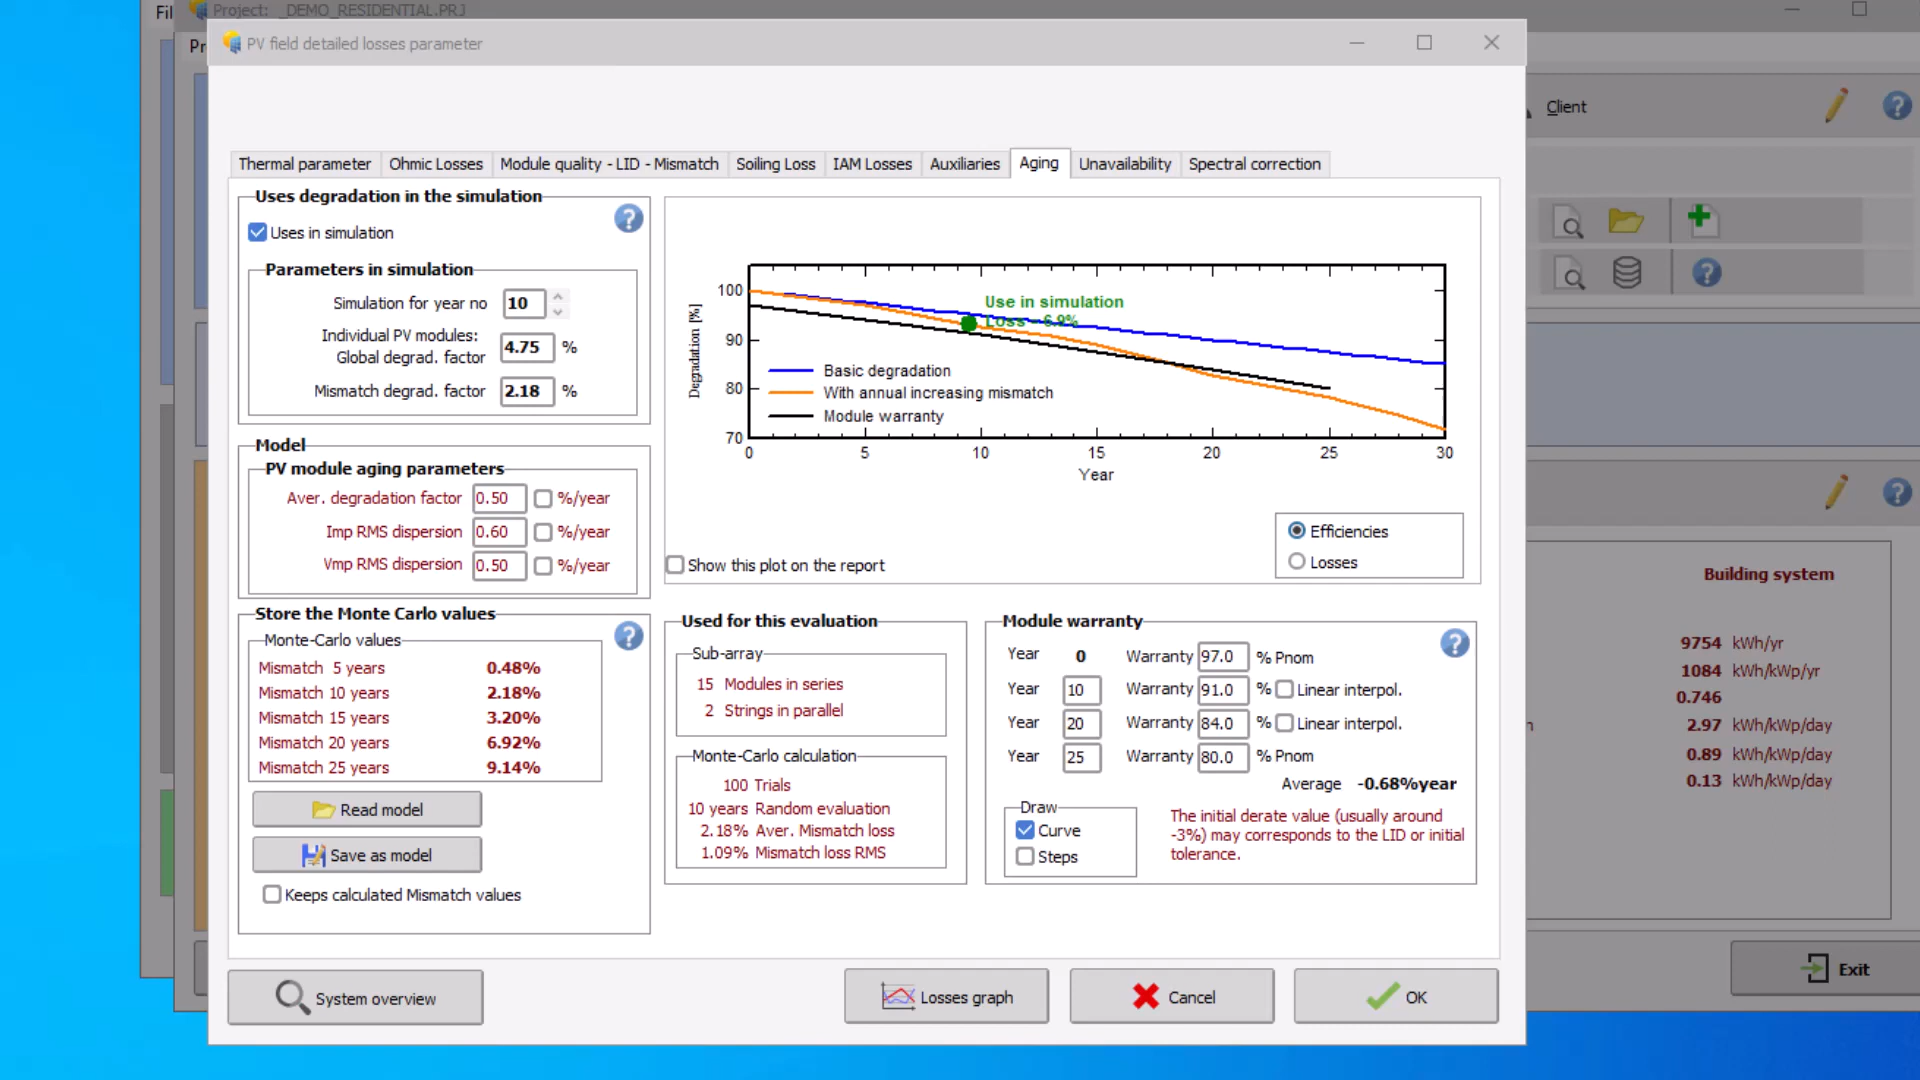 Fil
Project: _DEMO_RESIDENTIAL.PRJ
Pr
PV field detailed losses parameter
Client
Thermal parameter
Ohmic Losses
Module quality - LID - Mismatch
Soiling Loss
IAM Losses
Auxiliaries
Aging
Unavailability
Spectral correction
Uses degradation in the simulation
Uses in simulation
Parameters in simulation
Simulation for year no 10
Individual PV modules:
Global degrad. factor 4.75 %
Mismatch degrad. factor 2.18 %
Model
PV module aging parameters
Aver. degradation factor 0.50 %/year
Imp RMS dispersion 0.60 %/year
Vmp RMS dispersion 0.50 %/year
Store the Monte Carlo values
Monte-Carlo values
Mismatch 5 years 0.48%
Mismatch 10 years 2.18%
Mismatch 15 years 3.20%
Mismatch 20 years 6.92%
Mismatch 25 years 9.14%
Read model
Save as model
Keeps calculated Mismatch values
Degradation [%]
100
90
80
70
Use in simulation
Loss = 6.9%
Basic degradation
With annual increasing mismatch
Module warranty
0 5 10 15 20 25 30
Year
Efficiencies
Losses
Show this plot on the report
Used for this evaluation
Sub-array
15 Modules in series
2 Strings in parallel
Monte-Carlo calculation
100 Trials
10 years Random evaluation
2.18% Aver. Mismatch loss
1.09% Mismatch loss RMS
Module warranty
Year 0 Warranty 97.0 % Pnom
Year 10 Warranty 91.0 % Linear interpol.
Year 20 Warranty 84.0 % Linear interpol.
Year 25 Warranty 80.0 % Pnom
Average -0.68%year
Draw
Curve
Steps
The initial derate value (usually around
-3%) may corresponds to the LID or initial
tolerance.
Building system
9754 kWh/yr
1084 kWh/kWp/yr
0.746
n 2.97 kWh/kWp/day
0.89 kWh/kWp/day
0.13 kWh/kWp/day
System overview
Losses graph
Cancel
OK
Exit